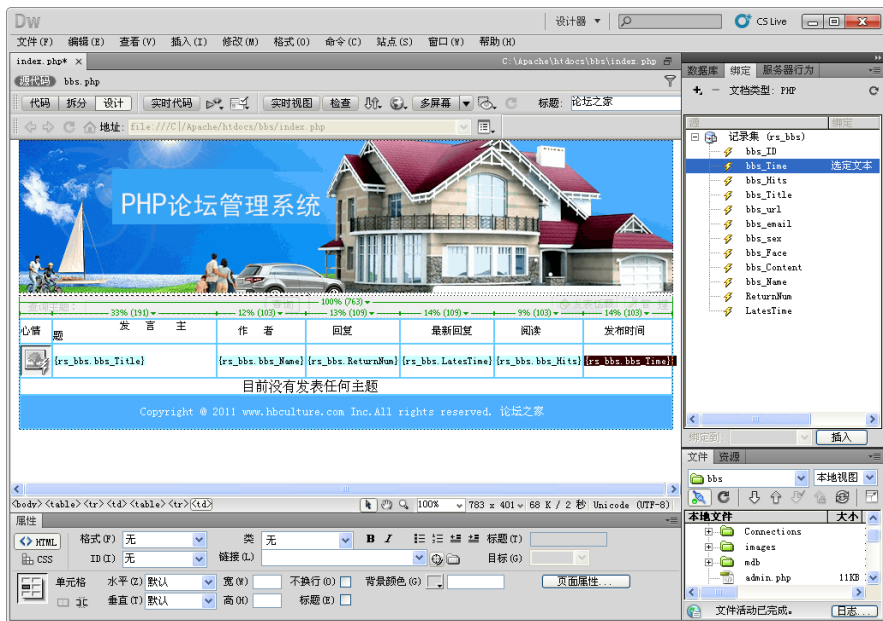 Dw
设计器
CS Live
文件(F) 编辑(E) 查看(V) 插入(I) 修改(M) 格式(O) 命令(C) 站点(S) 窗口(W) 帮助(H)
index.php* × C:\Apache\htdocs\bbs\index.php
源代码 bbs.php
代码 拆分 设计 实时代码 实时视图 检查 多屏幕 标题: 论坛之家
地址: file:///C|/Apache/htdocs/bbs/index.php
PHP论坛管理系统
查询主题: 查询 发表话题 管理
100% (763)
33% (191) 12% (103) 13% (109) 14% (109) 9% (103) 14% (103)
心情 发言主题 作者 回复 最新回复 阅读 发布时间
{rs_bbs.bbs_Title} {rs_bbs.bbs_Name} {rs_bbs.ReturnNum} {rs_bbs.LatesTime} {rs_bbs.bbs_Hits} {rs_bbs.bbs_Time}
目前没有发表任何主题
Copyright @ 2011 www.hbculture.com Inc.All rights reserved. 论坛之家
<body> <table> <tr> <td> <table> <tr> <td> 100% 783 x 401 68 K / 2 秒 Unicode (UTF-8)
属性
<> HTML 格式(F) 无 类 无 B I 标题(T)
CSS ID(I) 无 链接(L) 目标(G)
单元格 水平(Z) 默认 宽(W) 不换行(O) 背景颜色(G) 页面属性...
垂直(T) 默认 高(H) 标题(E)
数据库 绑定 服务器行为
文档类型: PHP
源 绑定
记录集 (rs_bbs)
bbs_ID
bbs_Time 选定文本
bbs_Hits
bbs_Title
bbs_url
bbs_email
bbs_sex
bbs_Face
bbs_Content
bbs_Name
ReturnNum
LatesTime
绑定到: 插入
文件 资源
bbs 本地视图
本地文件 大小
Connections
images
mdb
admin.php 11KB
文件活动已完成。 日志...